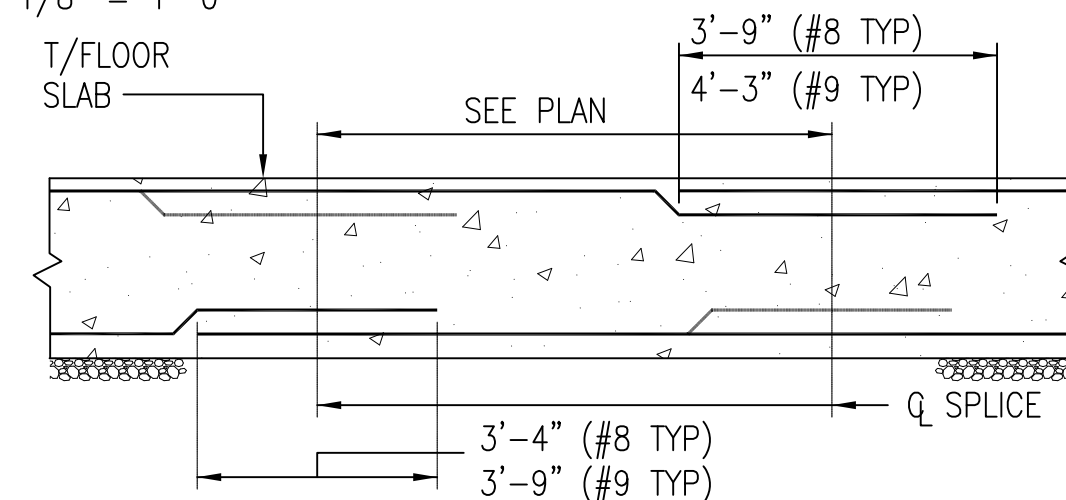 T/FLOOR
SLAB
3'-9" (#8 TYP)
4'-3" (#9 TYP)
SEE PLAN
℄ SPLICE
3'-4" (#8 TYP)
3'-9" (#9 TYP)